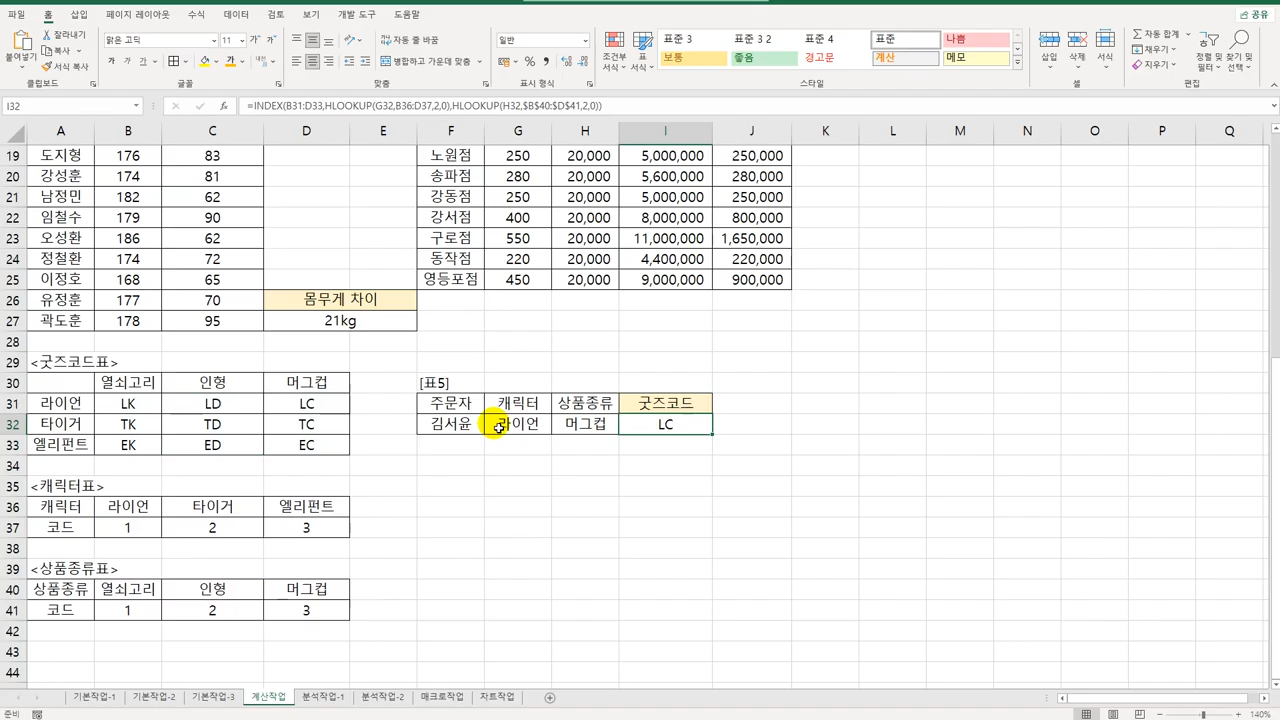 파일 홈 삽입 페이지 레이아웃 수식 데이터 검토 보기 개발 도구 도움말 공유
잘라내기 맑은 고딕 11 자동 줄 바꿈 일반 표준 3 표준 3 2 표준 4 표준 나쁨 자동 합계
붙여넣기 복사 조건부 서식 표 서식 삽입 삭제 서식 채우기 정렬 및 필터 찾기 및 선택
서식 복사 가 가 가 병합하고 가운데 맞춤 % 보통 좋음 경고문 계산 메모 지우기
클립보드 글꼴 맞춤 표시 형식 스타일 셀 편집
I32 fx =INDEX(B31:D33,HLOOKUP(G32,B36:D37,2,0),HLOOKUP(H32,$B$40:$D$41,2,0))
A B C D E F G H I J K L M N O P Q
19 도지형 176 83 노원점 250 20,000 5,000,000 250,000
20 강성훈 174 81 송파점 280 20,000 5,600,000 280,000
21 남정민 182 62 강동점 250 20,000 5,000,000 250,000
22 임철수 179 90 강서점 400 20,000 8,000,000 800,000
23 오성환 186 62 구로점 550 20,000 11,000,000 1,650,000
24 정철환 174 72 동작점 220 20,000 4,400,000 220,000
25 이정호 168 65 영등포점 450 20,000 9,000,000 900,000
26 유정훈 177 70 몸무게 차이
27 곽도훈 178 95 21kg
28
29 <굿즈코드표>
30 열쇠고리 인형 머그컵 [표5]
31 라이언 LK LD LC 주문자 캐릭터 상품종류 굿즈코드
32 타이거 TK TD TC 김서윤 라이언 머그컵 LC
33 엘리펀트 EK ED EC
34
35 <캐릭터표>
36 캐릭터 라이언 타이거 엘리펀트
37 코드 1 2 3
38
39 <상품종류표>
40 상품종류 열쇠고리 인형 머그컵
41 코드 1 2 3
42
43
44
기본작업-1 기본작업-2 기본작업-3 계산작업 분석작업-1 분석작업-2 매크로작업 차트작업
준비 140%